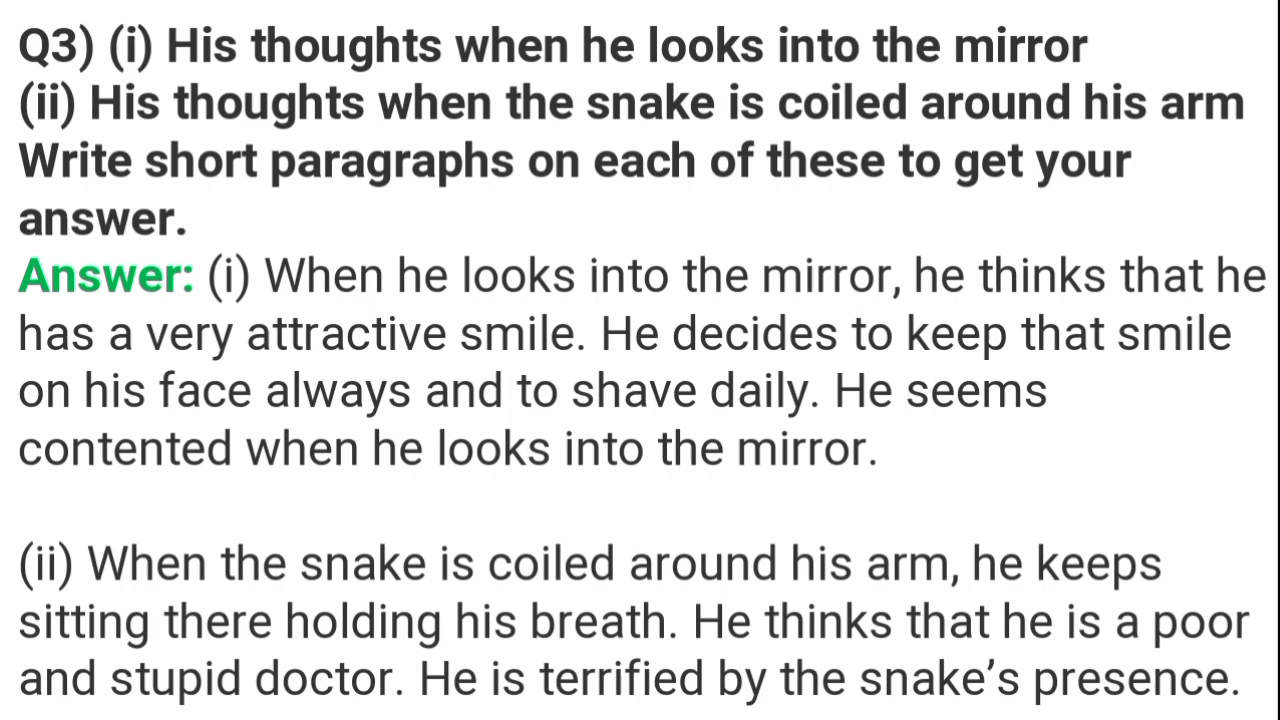 Q3) (i) His thoughts when he looks into the mirror
(ii) His thoughts when the snake is coiled around his arm
Write short paragraphs on each of these to get your
answer.
Answer: (i) When he looks into the mirror, he thinks that he
has a very attractive smile. He decides to keep that smile
on his face always and to shave daily. He seems
contented when he looks into the mirror.
(ii) When the snake is coiled around his arm, he keeps
sitting there holding his breath. He thinks that he is a poor
and stupid doctor. He is terrified by the snake’s presence.